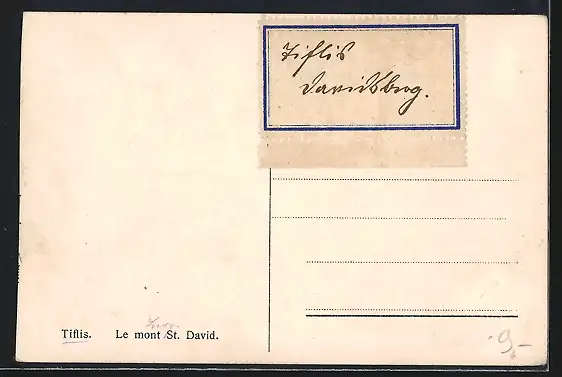 Tiflis
Davidsberg.
Tiflis. Le mont St. David.
9,-